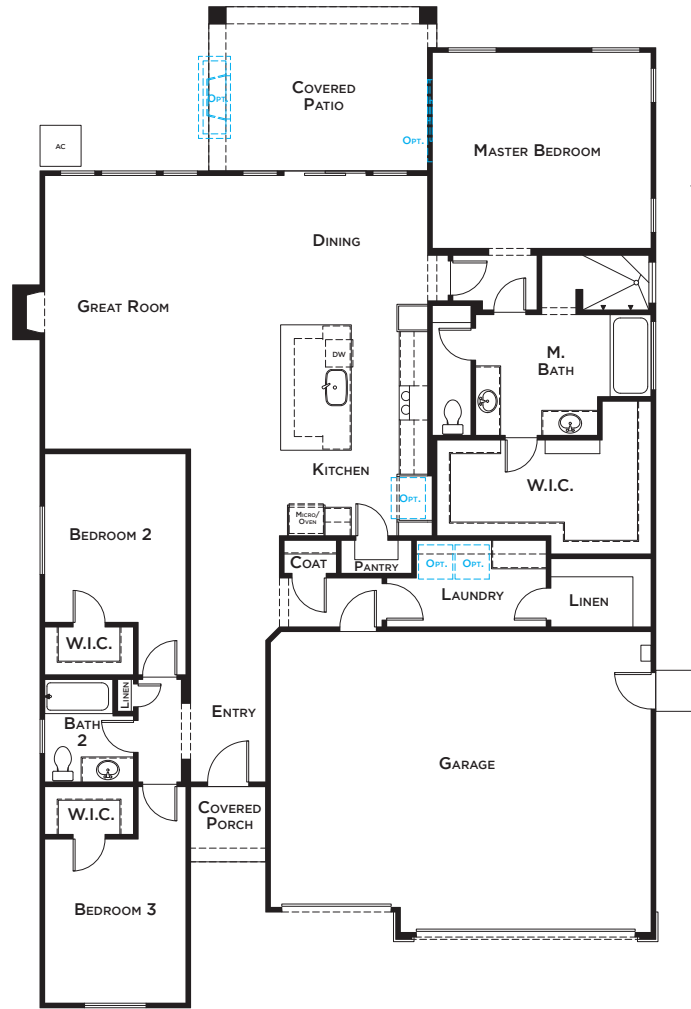 Covered
Patio
Opt.
Opt.
AC
Master Bedroom
Dining
Great Room
DW
M.
Bath
Kitchen
W.I.C.
Opt.
Micro/
Oven
Bedroom 2
Coat
Pantry
Opt.
Opt.
Laundry
Linen
W.I.C.
Linen
Entry
Bath
2
Garage
W.I.C.
Covered
Porch
Bedroom 3